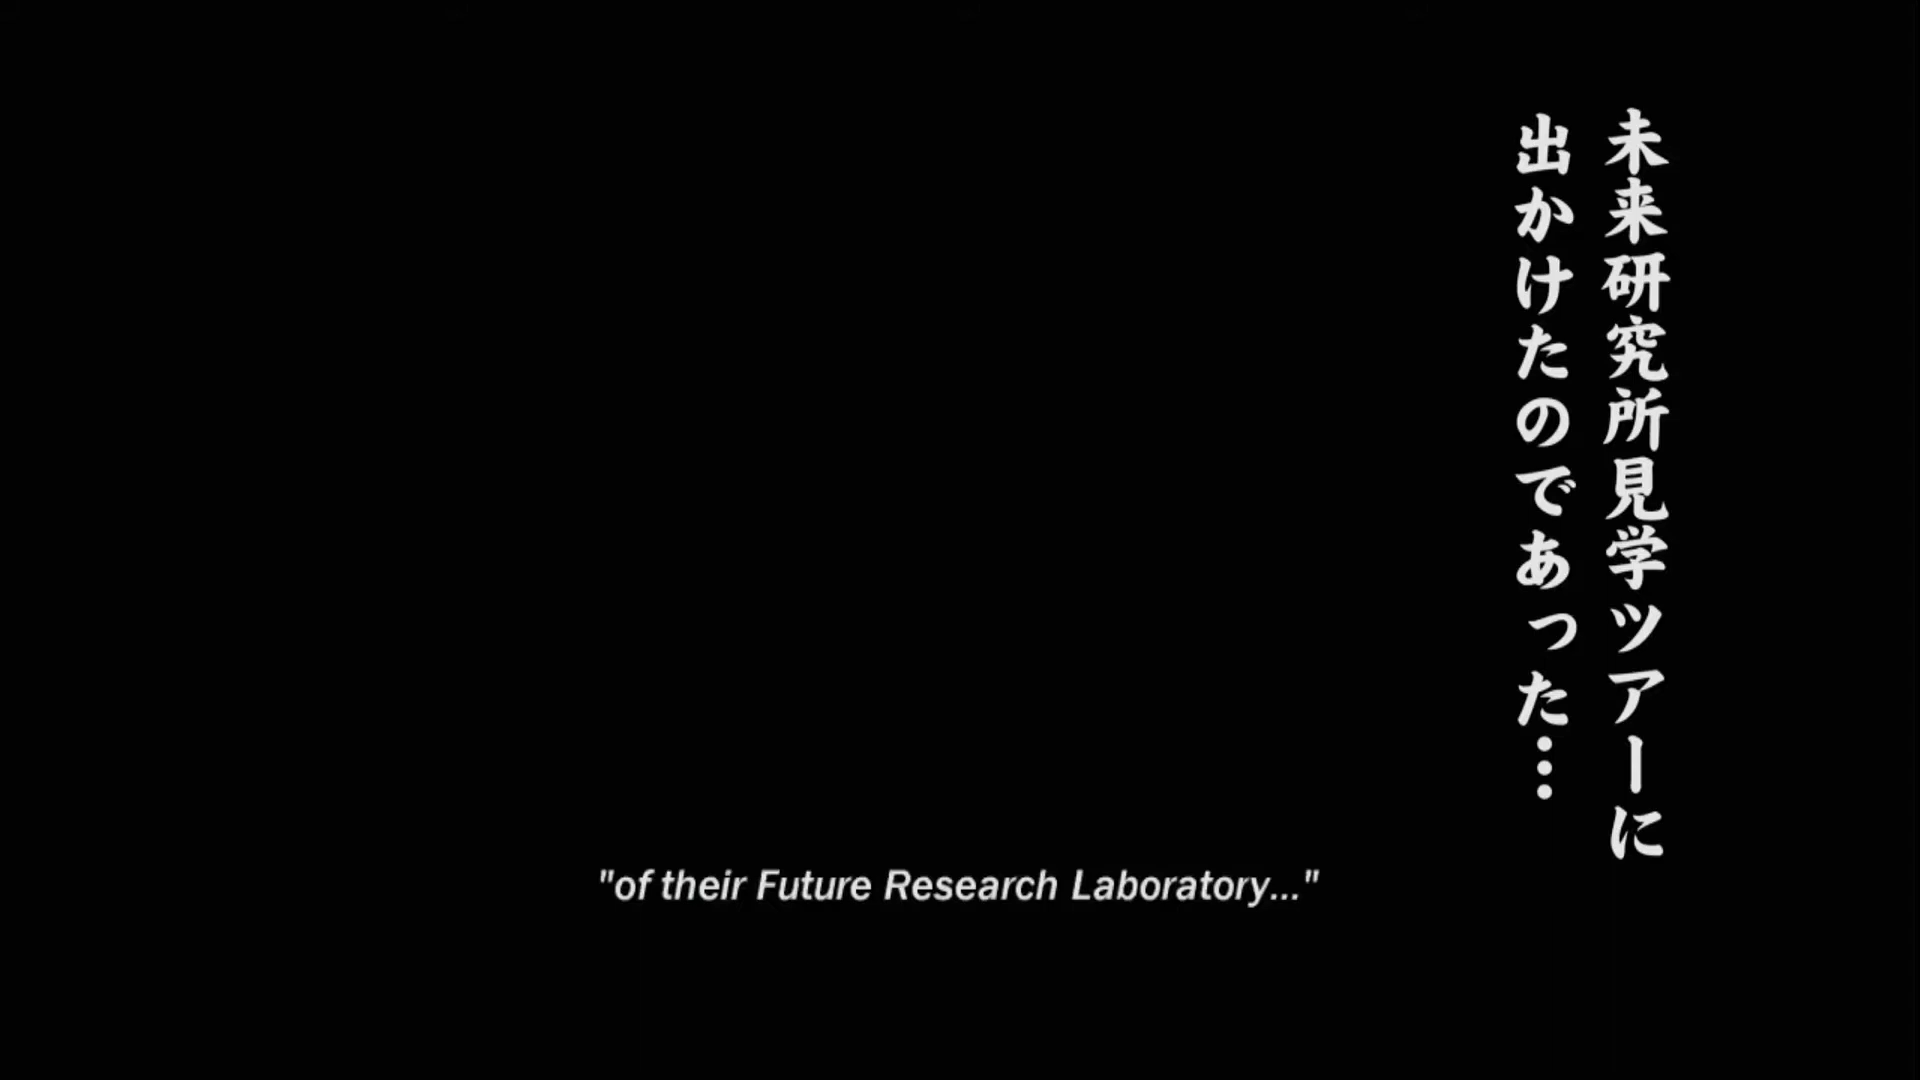 未来研究所見学ツアーに
出かけたのであった…
"of their Future Research Laboratory..."